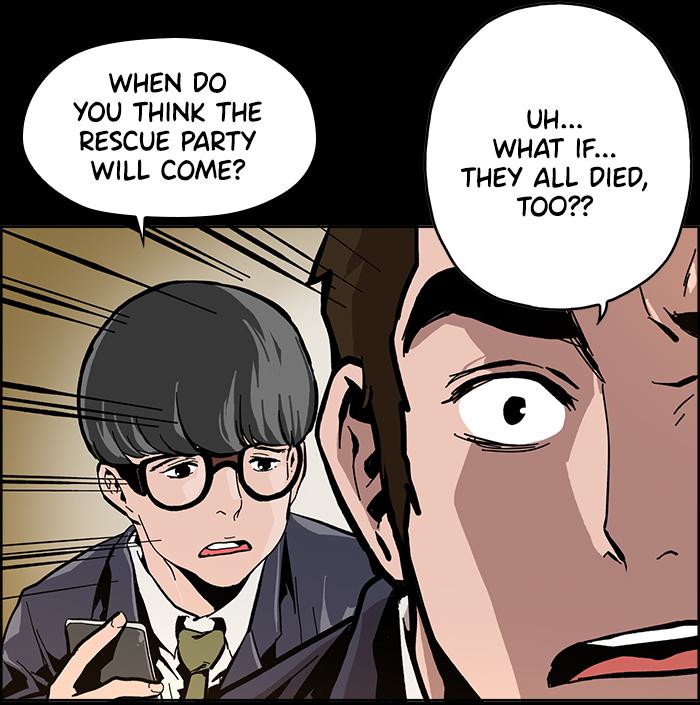 WHEN DO
YOU THINK THE
RESCUE PARTY
WILL COME?
UH...
WHAT IF...
THEY ALL DIED,
TOO??